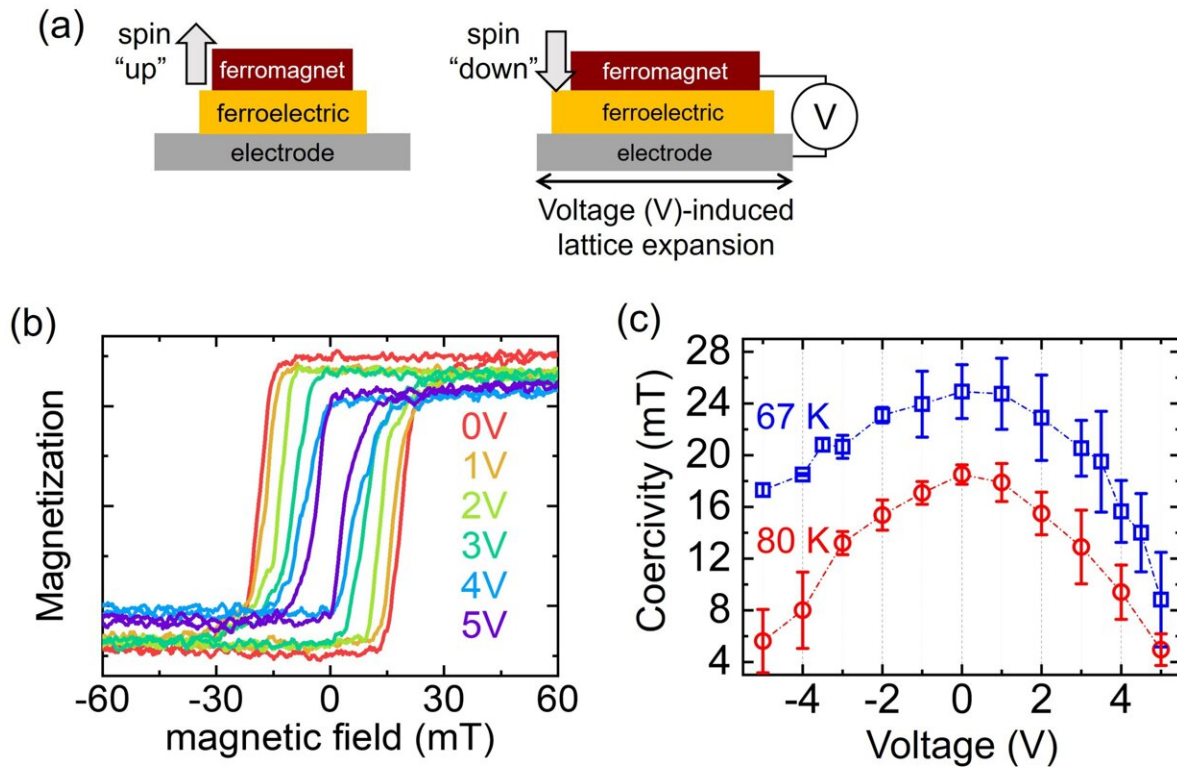 (a)
spin
"up"
ferromagnet
ferroelectric
electrode
spin
"down"
ferromagnet
ferroelectric
electrode
V
Voltage (V)-induced
lattice expansion
(b)
Magnetization
0V
1V
2V
3V
4V
5V
-60 -30 0 30 60
magnetic field (mT)
(c)
Coercivity (mT)
28
24
20
16
12
8
4
67 K
80 K
-4 -2 0 2 4
Voltage (V)